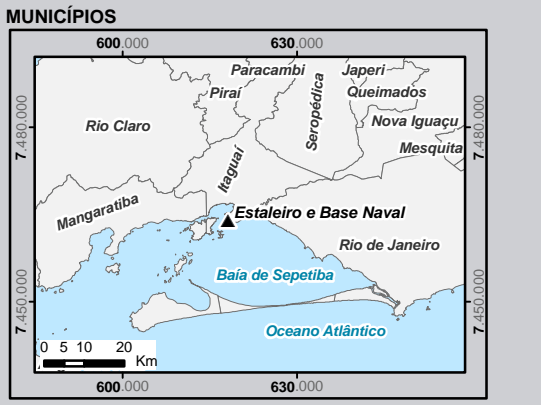 MUNICÍPIOS
600.000 630.000
Paracambi Japeri
Piraí Queimados
Seropédica
Nova Iguaçu
Rio Claro
Mesquita
7.480.000 7.480.000
Itaguaí
Mangaratiba
Estaleiro e Base Naval
Rio de Janeiro
Baía de Sepetiba
7.450.000 7.450.000
Oceano Atlântico
0 5 10 20
Km
600.000 630.000